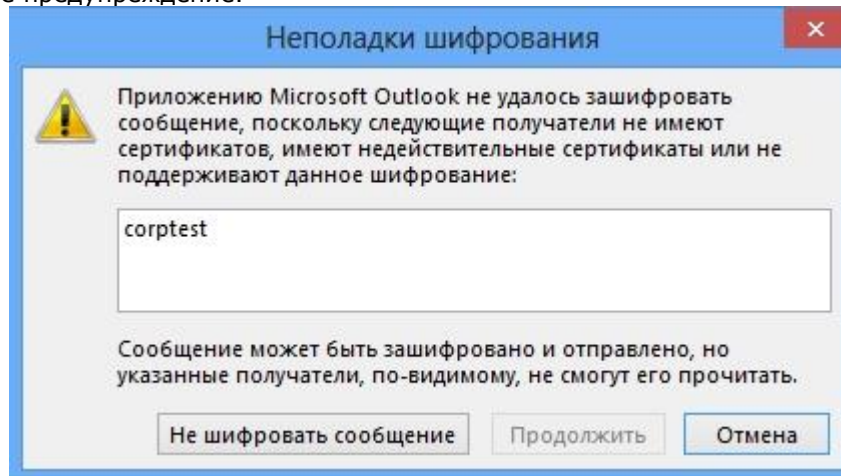 е предупреждение:
Неполадки шифрования
Приложению Microsoft Outlook не удалось зашифровать
сообщение, поскольку следующие получатели не имеют
сертификатов, имеют недействительные сертификаты или не
поддерживают данное шифрование:
corptest
Сообщение может быть зашифровано и отправлено, но
указанные получатели, по-видимому, не смогут его прочитать.
Не шифровать сообщение Продолжить Отмена